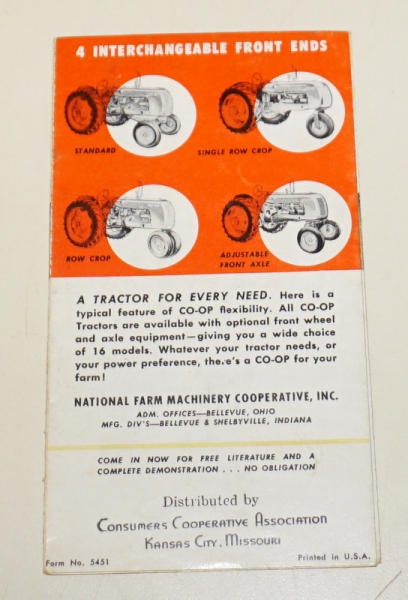 4 INTERCHANGEABLE FRONT ENDS
STANDARD
SINGLE ROW CROP
ROW CROP
ADJUSTABLE
FRONT AXLE
A TRACTOR FOR EVERY NEED. Here is a
typical feature of CO-OP flexibility. All CO-OP
Tractors are available with optional front wheel
and axle equipment—giving you a wide choice
of 16 models. Whatever your tractor needs, or
your power preference, there's a CO-OP for your
farm!
NATIONAL FARM MACHINERY COOPERATIVE, INC.
ADM. OFFICES—BELLEVUE, OHIO
MFG. DIV'S—BELLEVUE & SHELBYVILLE, INDIANA
COME IN NOW FOR FREE LITERATURE AND A
COMPLETE DEMONSTRATION . . . NO OBLIGATION
Distributed by
CONSUMERS COOPERATIVE ASSOCIATION
KANSAS CITY, MISSOURI
Form No. 5451
Printed in U.S.A.